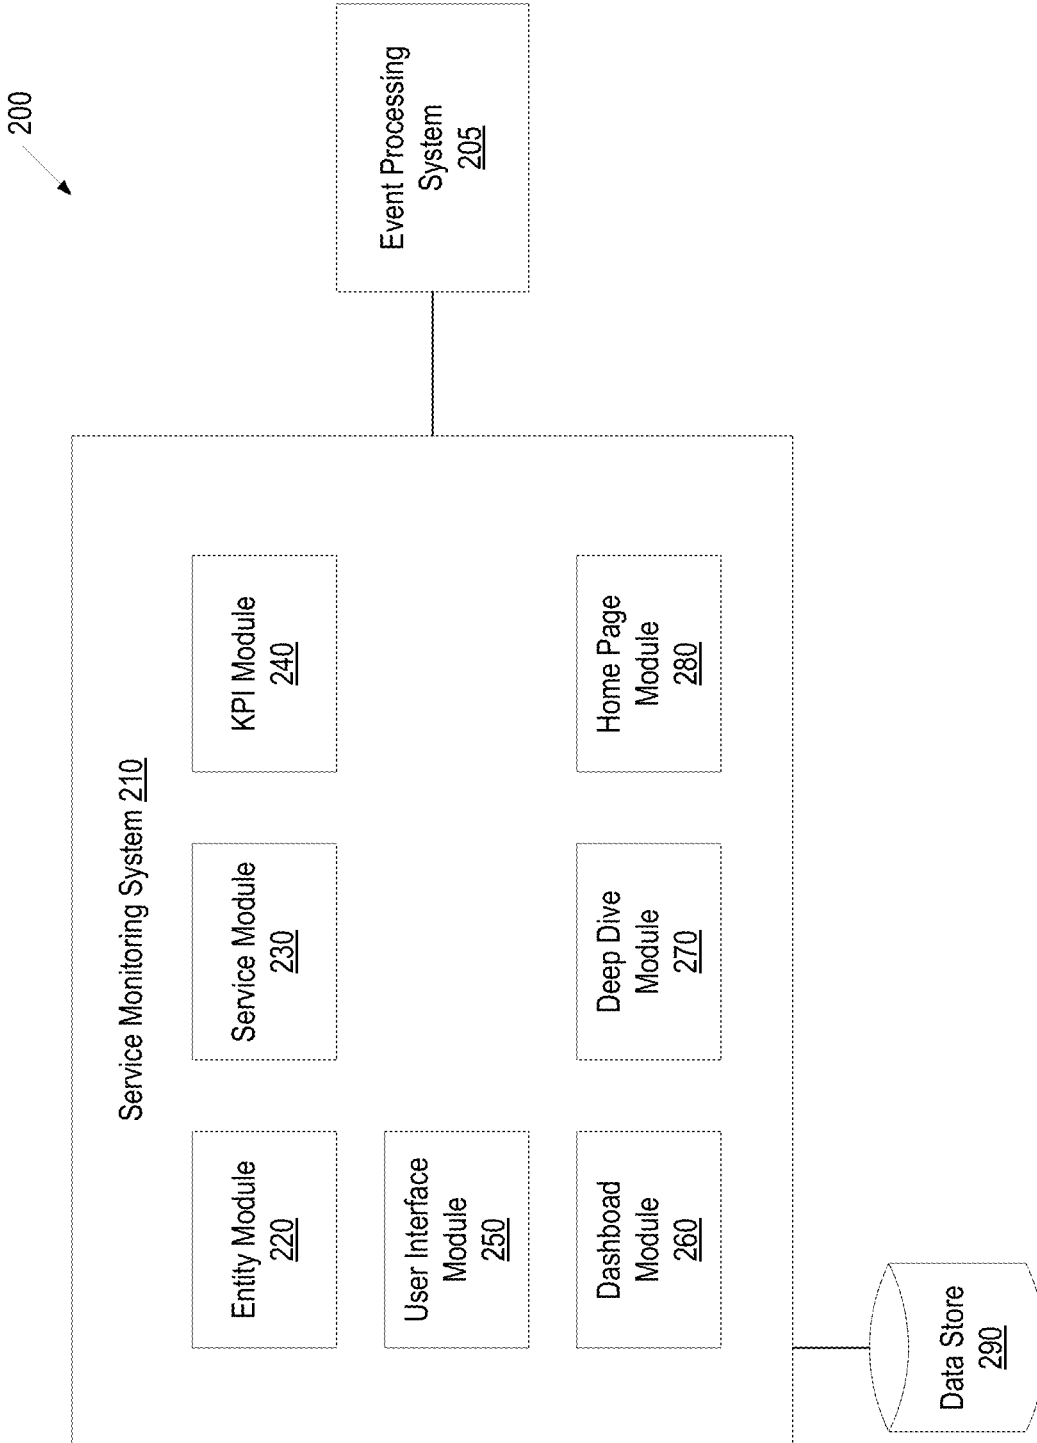 200
Service Monitoring System 210
Entity Module
220
Service Module
230
KPI Module
240
User Interface
Module
250
Dashboad
Module
260
Deep Dive
Module
270
Home Page
Module
280
Event Processing
System
205
Data Store
290